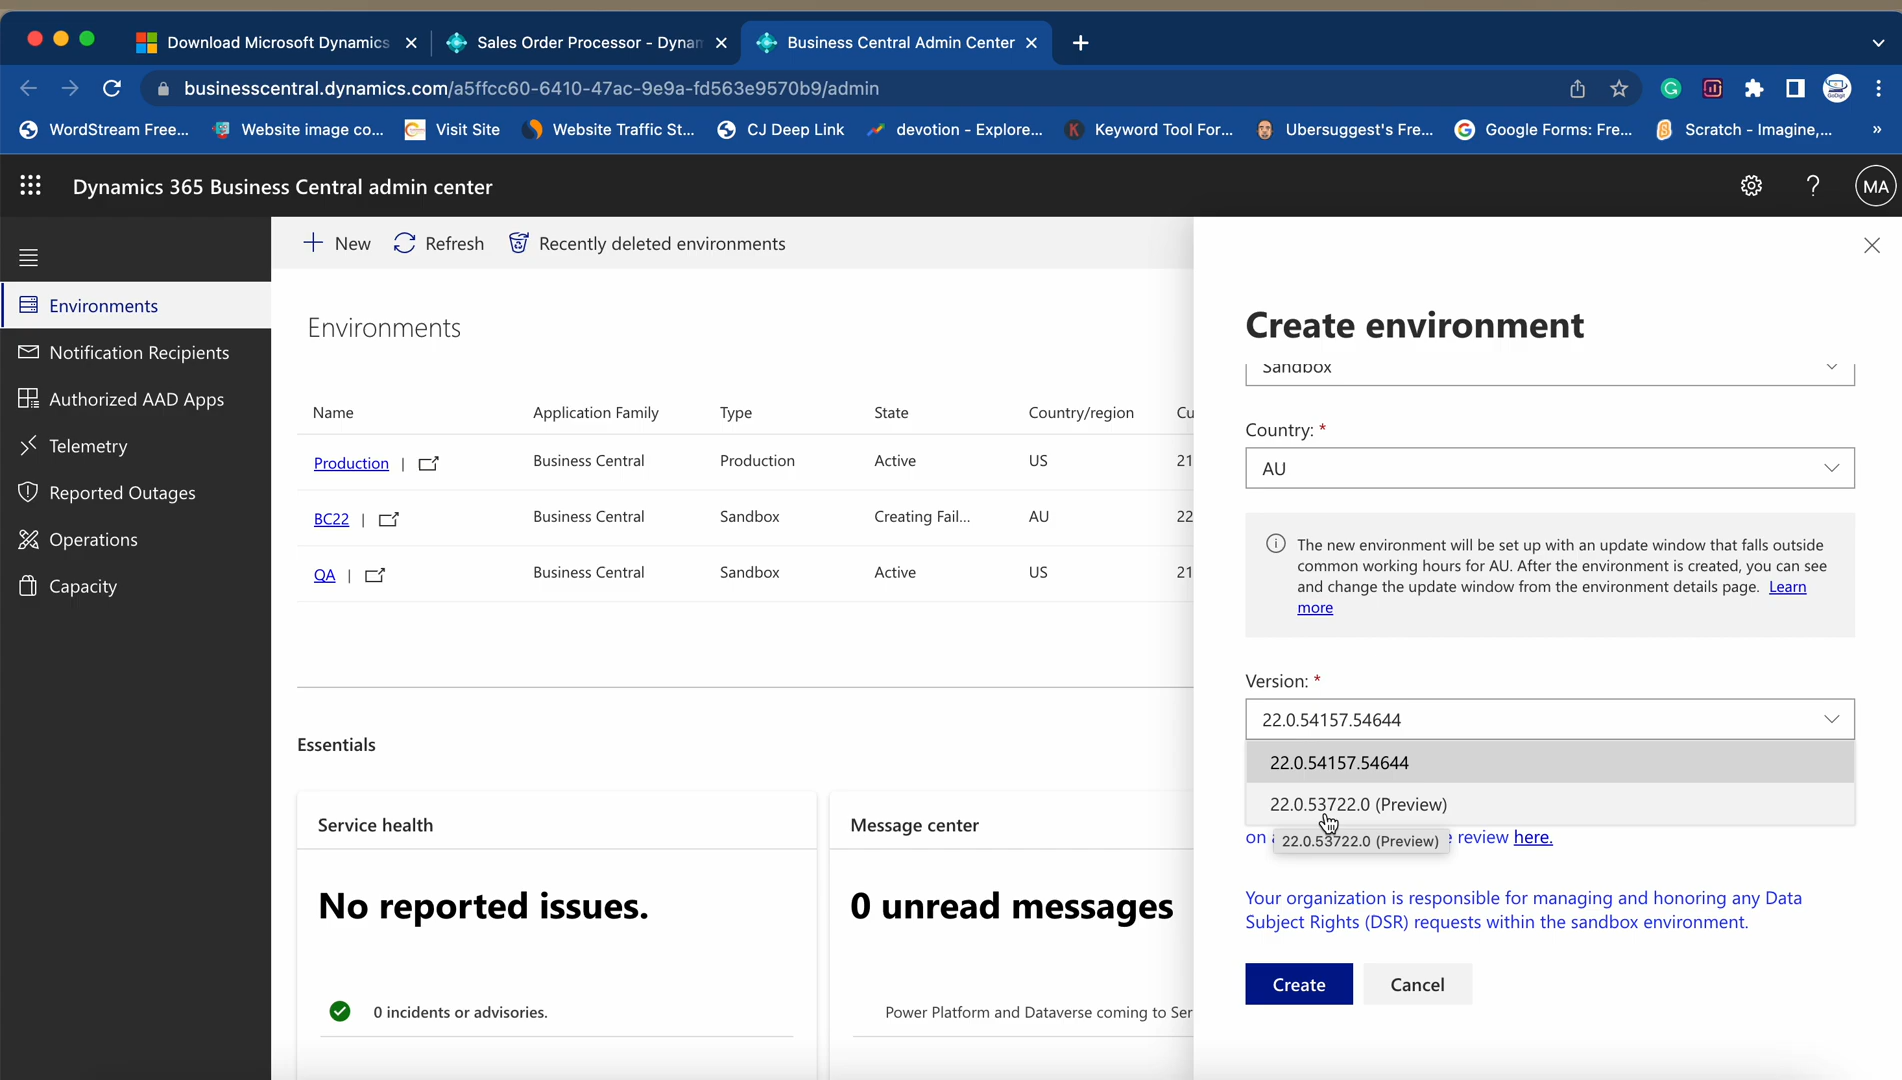 Download Microsoft Dynamics
Sales Order Processor - Dynam
Business Central Admin Center
businesscentral.dynamics.com/a5ffcc60-6410-47ac-9e9a-fd563e9570b9/admin
WordStream Free...
Website image co...
Visit Site
Website Traffic St...
CJ Deep Link
devotion - Explore...
Keyword Tool For...
Ubersuggest's Fre...
Google Forms: Fre...
Scratch - Imagine,...
»
Dynamics 365 Business Central admin center
?
MA
New
Refresh
Recently deleted environments
Environments
Notification Recipients
Authorized AAD Apps
Telemetry
Reported Outages
Operations
Capacity
Environments
Name Application Family Type State Country/region Cu
Production | Business Central Production Active US 21
BC22 | Business Central Sandbox Creating Fail... AU 22
QA | Business Central Sandbox Active US 21
Essentials
Service health
No reported issues.
0 incidents or advisories.
Message center
0 unread messages
Power Platform and Dataverse coming to Ser
Create environment
Sandbox
Country: *
AU
The new environment will be set up with an update window that falls outside
common working hours for AU. After the environment is created, you can see
and change the update window from the environment details page. Learn
more
Version: *
22.0.54157.54644
22.0.54157.54644
22.0.53722.0 (Preview)
on
22.0.53722.0 (Preview)
review here.
Your organization is responsible for managing and honoring any Data
Subject Rights (DSR) requests within the sandbox environment.
Create
Cancel